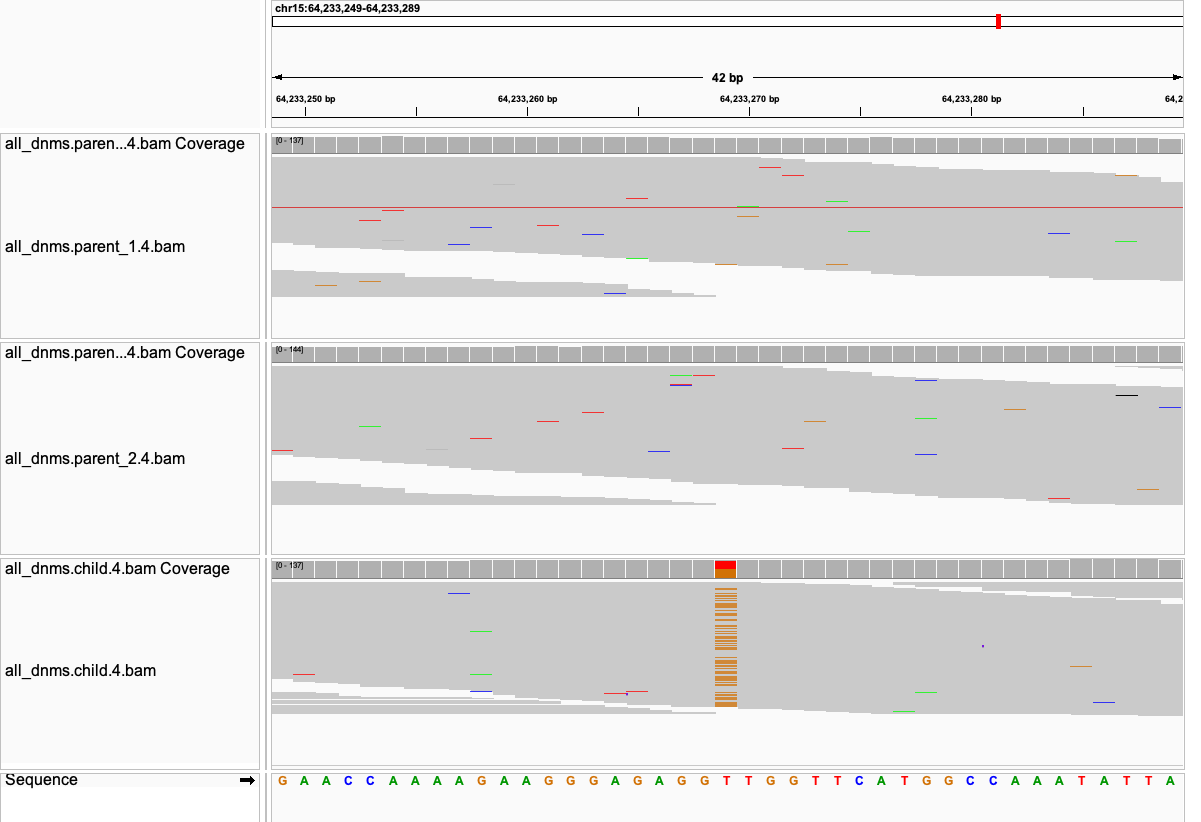 chr15:64,233,249-64,233,289
42 bp
64,233,250 bp 64,233,260 bp 64,233,270 bp 64,233,280 bp 64,2
all_dnms.paren...4.bam Coverage
[0 - 137]
all_dnms.parent_1.4.bam
all_dnms.paren...4.bam Coverage
[0 - 144]
all_dnms.parent_2.4.bam
all_dnms.child.4.bam Coverage
[0 - 137]
all_dnms.child.4.bam
Sequence
G A A C C A A A A G A A G G G A G A G G T T G G T T C A T G G C C A A A T A T T A